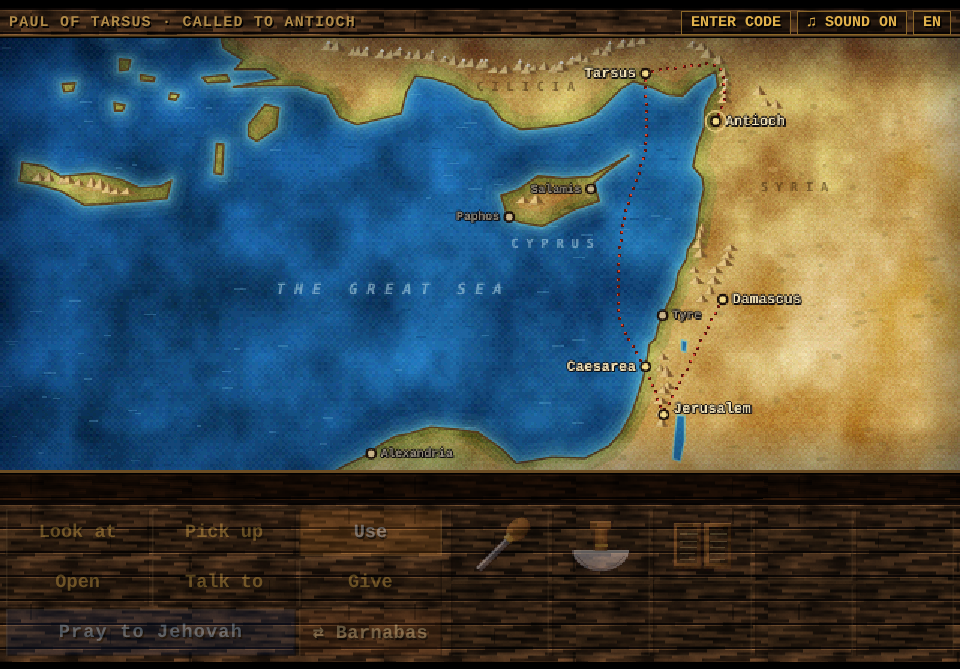 PAUL OF TARSUS · CALLED TO ANTIOCH
ENTER CODE
♫ SOUND ON
EN
Tarsus
CILICIA
Antioch
SYRIA
Salamis
Paphos
CYPRUS
THE GREAT SEA
Damascus
Tyre
Caesarea
Jerusalem
Alexandria
Look at
Pick up
Use
Open
Talk to
Give
Pray to Jehovah
⇄ Barnabas